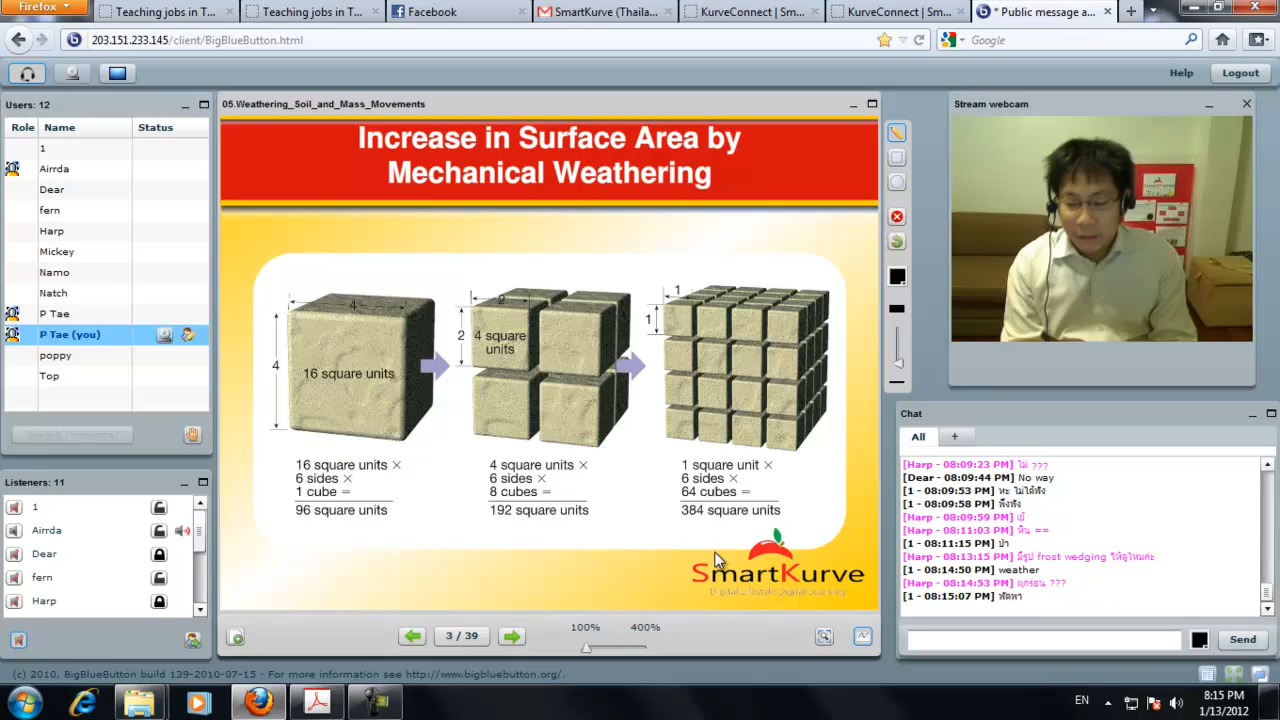 Firefox
Teaching jobs in T...
Teaching jobs in T...
Facebook
SmartKurve (Thaila...
KurveConnect | Sm...
KurveConnect | Sm...
* Public message a...
203.151.233.145/client/BigBlueButton.html
Google
Help
Logout
Users: 12
Role Name Status
1
Airrda
Dear
fern
Harp
Mickey
Namo
Natch
P Tae
P Tae (you)
poppy
Top
Listeners: 11
1
Airrda
Dear
fern
Harp
05.Weathering_Soil_and_Mass_Movements
Increase in Surface Area by
Mechanical Weathering
4
4
16 square units
2
2
4 square
units
1
1
16 square units ×
6 sides ×
1 cube =
96 square units
4 square units ×
6 sides ×
8 cubes =
192 square units
1 square unit ×
6 sides ×
64 cubes =
384 square units
SmartKurve
Digital Lifestyle Digital Learning
3 / 39
100% 400%
Stream webcam
Chat
All +
[Harp - 08:09:23 PM] ไม่ ???
[Dear - 08:09:44 PM] No way
[1 - 08:09:53 PM] หะ ไม่ได้ฟัง
[1 - 08:09:58 PM] พึ่งฟัง
[Harp - 08:09:59 PM] เย้
[Harp - 08:11:03 PM] หิน ==
[1 - 08:11:15 PM] ป่า
[Harp - 08:13:15 PM] มีรูป frost wedging ให้ดูไหมคะ
[1 - 08:14:50 PM] weather
[Harp - 08:14:53 PM] ผุกร่อน ???
[1 - 08:15:07 PM] พัดพา
Send
(c) 2010, BigBlueButton build 139-2010-07-15 - For more information see http://www.bigbluebutton.org/.
EN
8:15 PM
1/13/2012